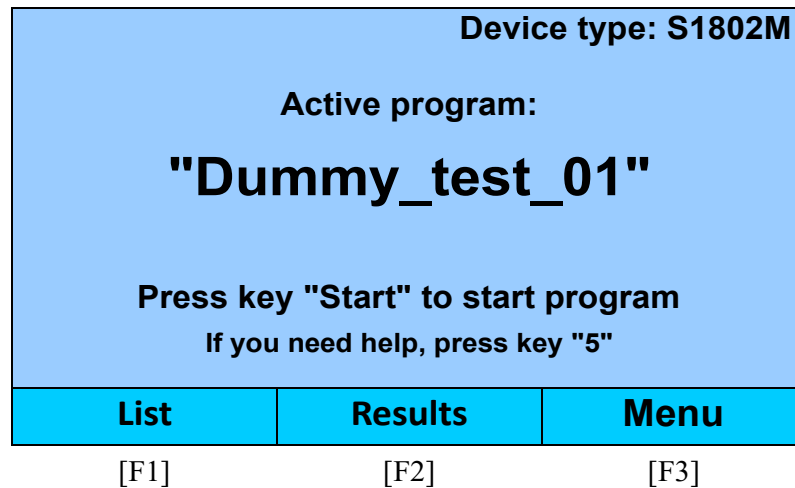 Device type: S1802M
Active program:
"Dummy_test_01"
Press key "Start" to start program
If you need help, press key "5"
List Results Menu
[F1] [F2] [F3]